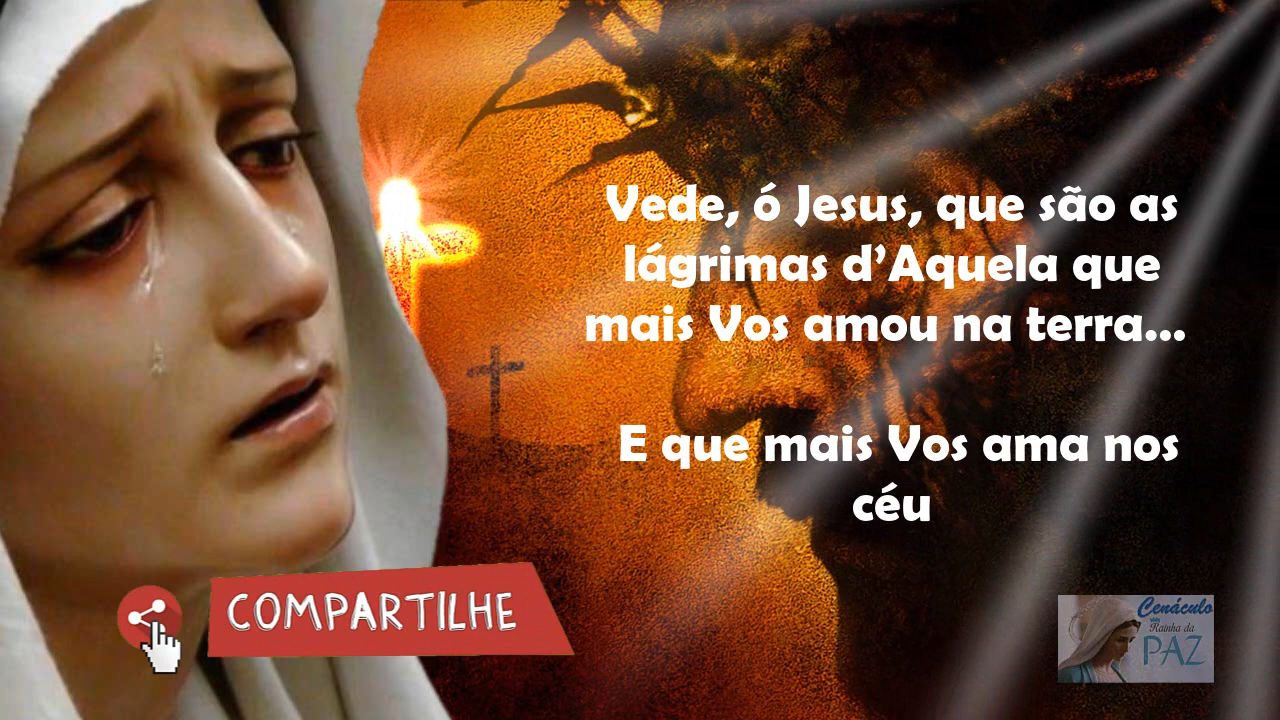 Vede, ó Jesus, que são as
lágrimas d’Aquela que
mais Vos amou na terra...
E que mais Vos ama nos
céu
COMPARTILHE
Cenáculo
Rainha da
PAZ